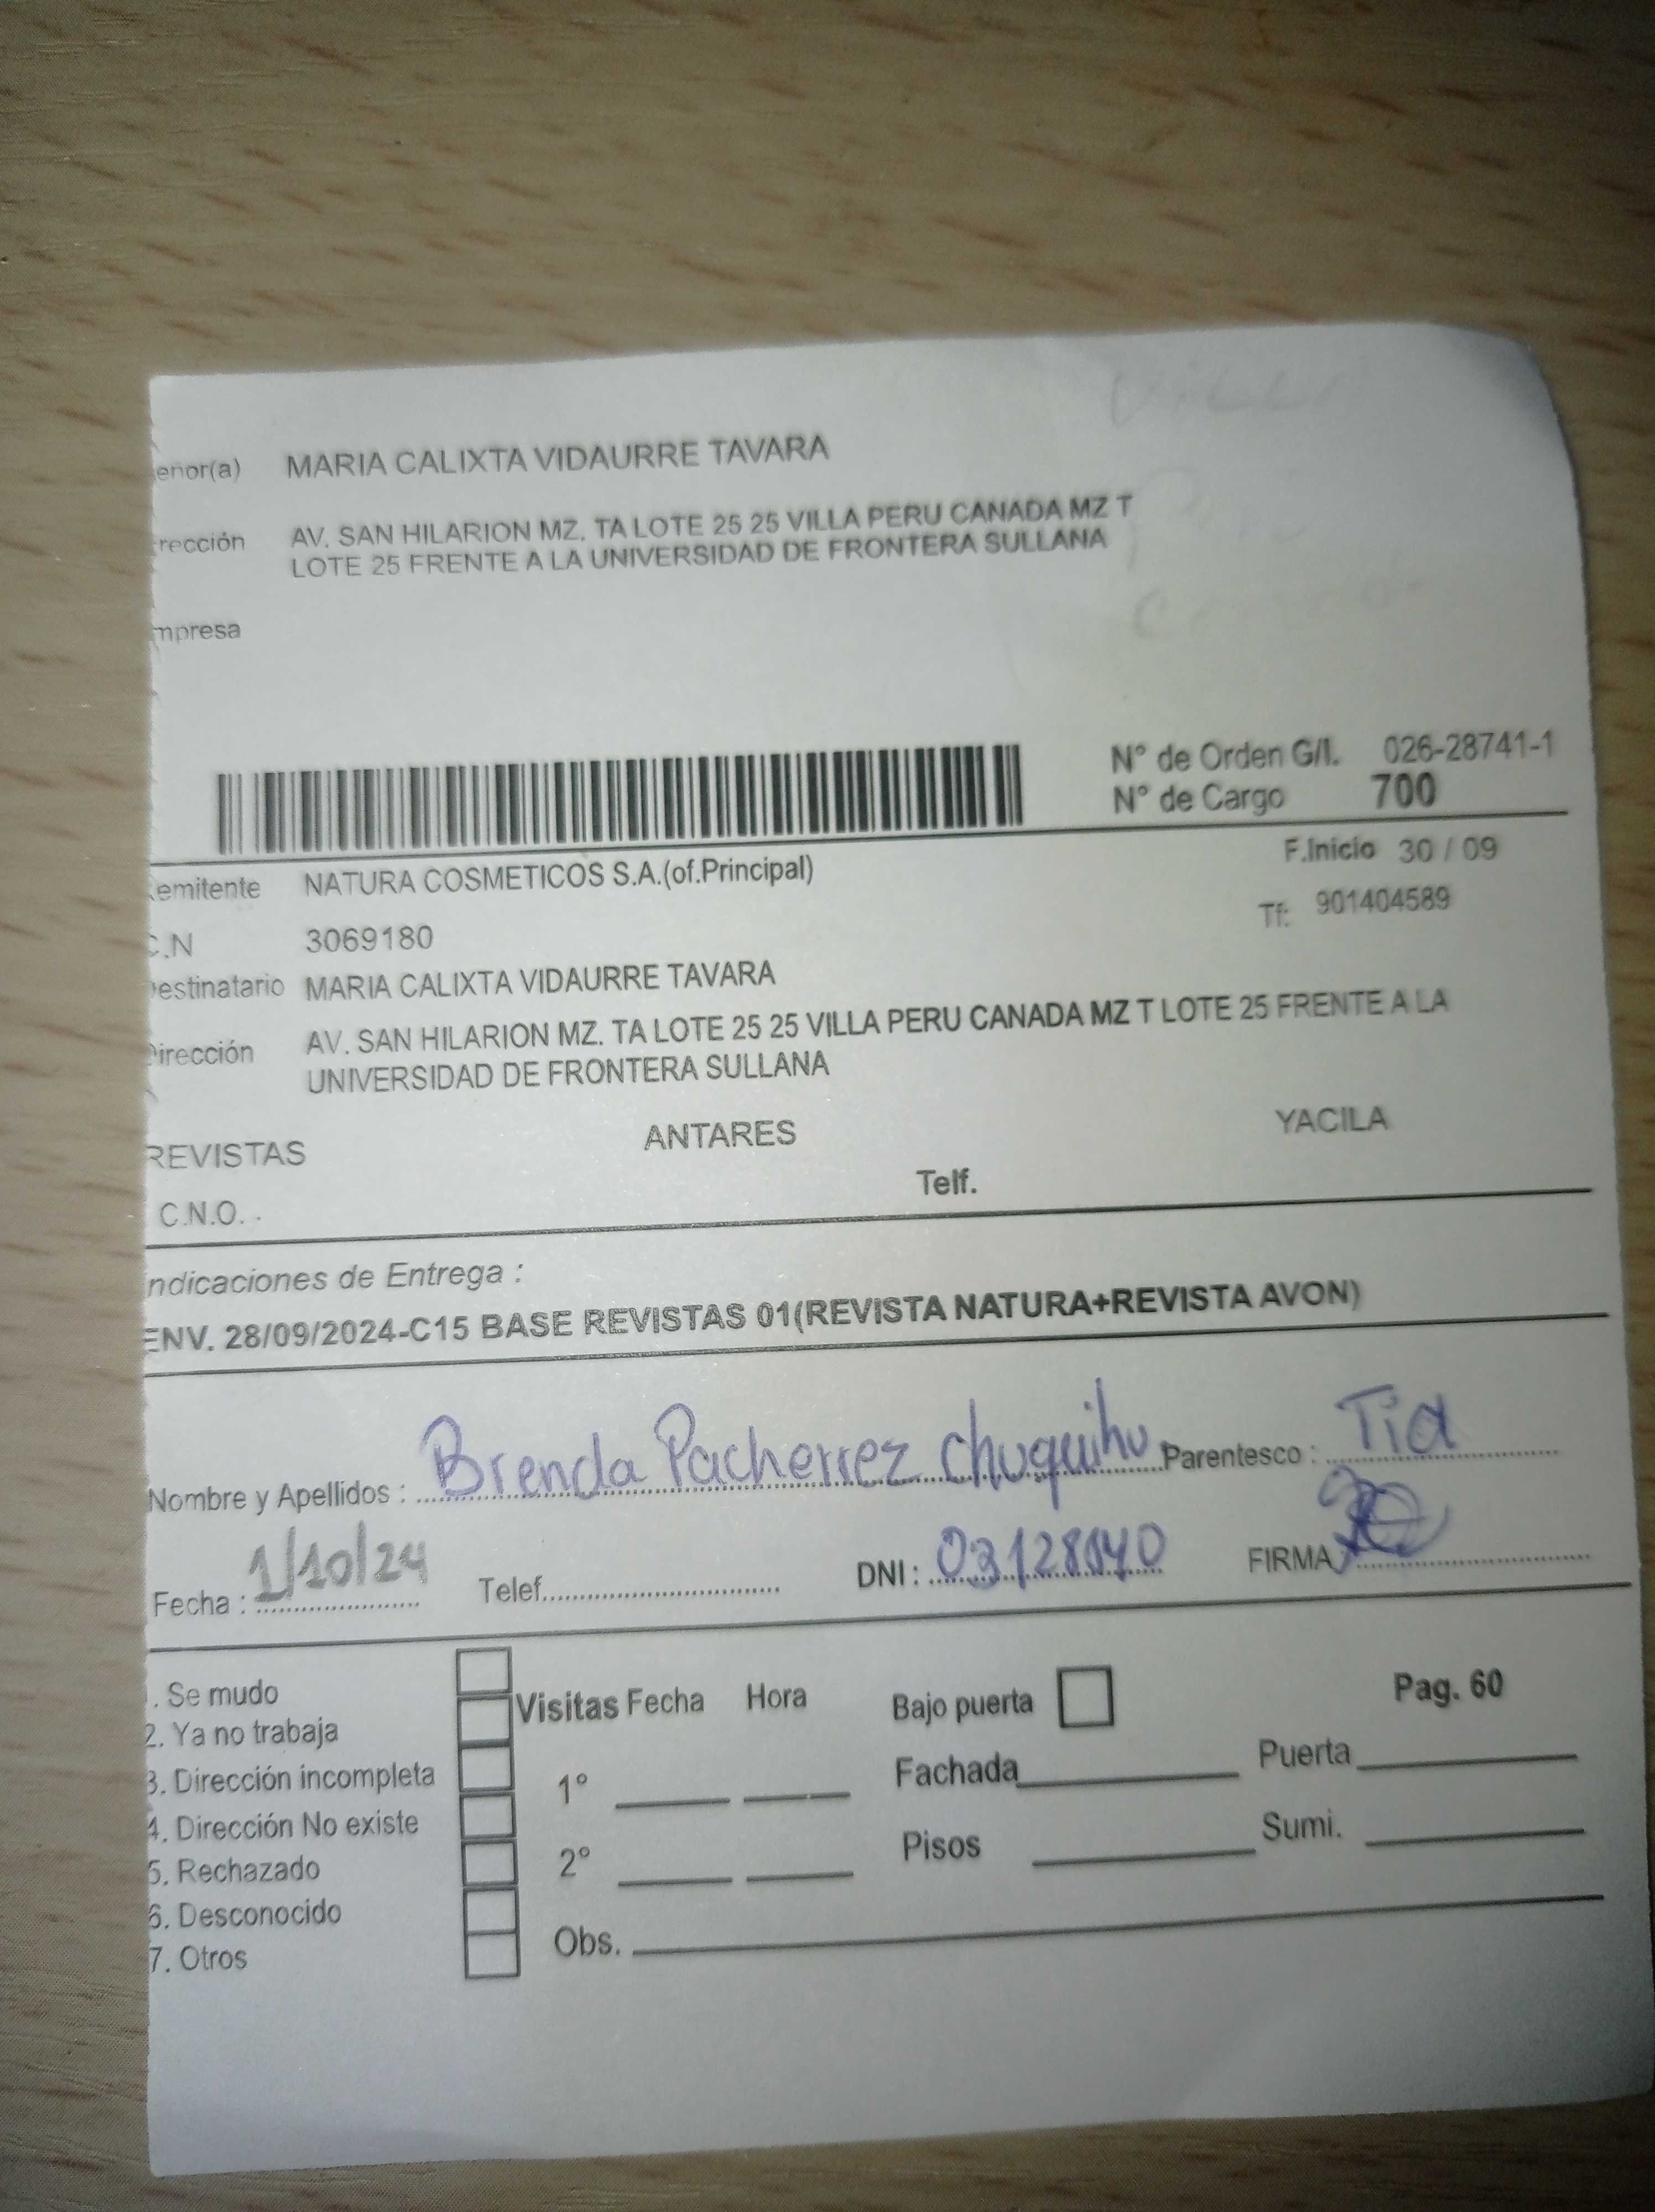 enor(a) MARIA CALIXTA VIDAURRE TAVARA
rección AV. SAN HILARION MZ. TA LOTE 25 25 VILLA PERU CANADA MZ T
LOTE 25 FRENTE A LA UNIVERSIDAD DE FRONTERA SULLANA
mpresa
N° de Orden G/I. 026-28741-1
N° de Cargo 700
emitente NATURA COSMETICOS S.A.(of.Principal) F.Inicio 30 / 09
C.N 3069180 Tf: 901404589
estinatario MARIA CALIXTA VIDAURRE TAVARA
Dirección AV. SAN HILARION MZ. TA LOTE 25 25 VILLA PERU CANADA MZ T LOTE 25 FRENTE A LA
UNIVERSIDAD DE FRONTERA SULLANA
REVISTAS ANTARES YACILA
C.N.O. . Telf.
ndicaciones de Entrega :
ENV. 28/09/2024-C15 BASE REVISTAS 01(REVISTA NATURA+REVISTA AVON)
Nombre y Apellidos : Brenda Pacherrez chuquihu Parentesco : Tia
Fecha : 1/10/24 Telef. DNI : FIRMA
. Se mudo
2. Ya no trabaja
3. Dirección incompleta
4. Dirección No existe
5. Rechazado
6. Desconocido
7. Otros
Visitas Fecha Hora Bajo puerta Pag. 60
1° Fachada Puerta
2° Pisos Sumi.
Obs.